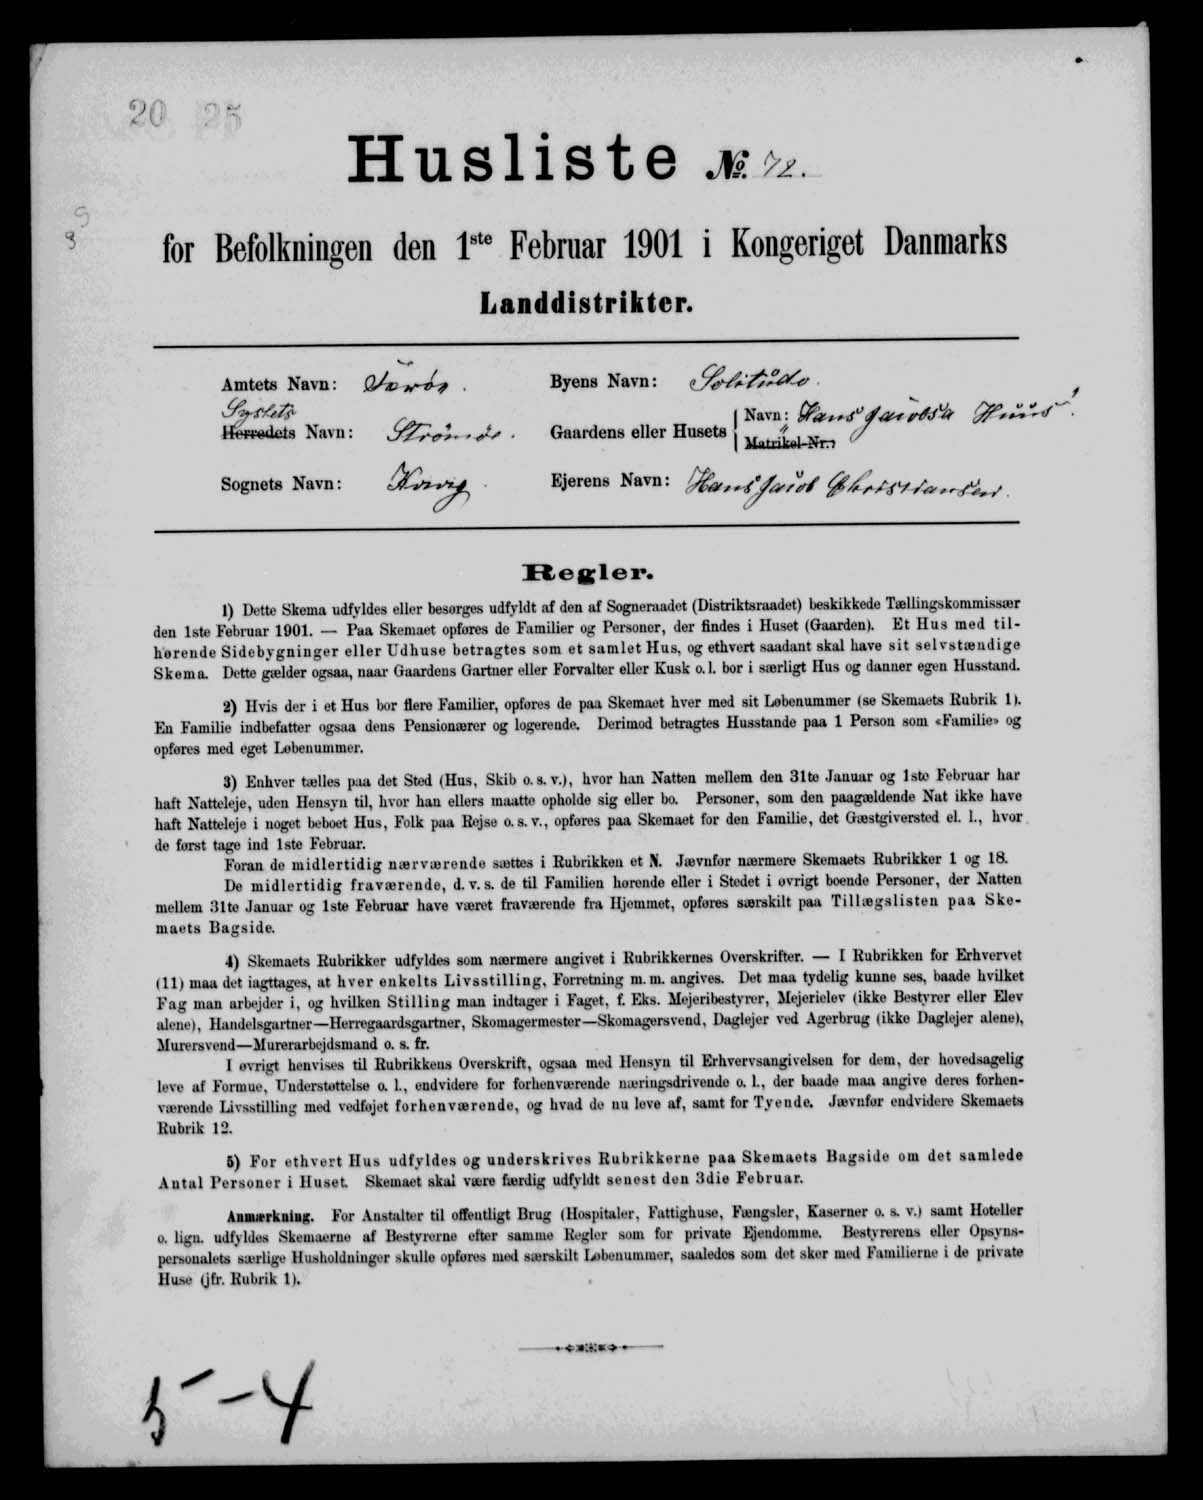 20 25
Husliste №. 72.
9
8
for Befolkningen den 1ste Februar 1901 i Kongeriget Danmarks
Landdistrikter.
Amtets Navn: Færöe. Byens Navn: Solitüde.
Syslets
Herredets Navn: Strömöe. Gaardens eller Husets Navn: Hans Jacobsa Huus.
Matrikel-Nr.:
Sognets Navn: Kvivig. Ejerens Navn: Hans Jacob Christiansen.
Regler.
1) Dette Skema udfyldes eller besørges udfyldt af den af Sogneraadet (Distriktsraadet) beskikkede Tællingskommissær
den 1ste Februar 1901. — Paa Skemaet opføres de Familier og Personer, der findes i Huset (Gaarden). Et Hus med til-
hørende Sidebygninger eller Udhuse betragtes som et samlet Hus, og ethvert saadant skal have sit selvstændige
Skema. Dette gælder ogsaa, naar Gaardens Gartner eller Forvalter eller Kusk o. l. bor i særligt Hus og danner egen Husstand.
2) Hvis der i et Hus bor flere Familier, opføres de paa Skemaet hver med sit Løbenummer (se Skemaets Rubrik 1).
En Familie indbefatter ogsaa dens Pensionærer og logerende. Derimod betragtes Husstande paa 1 Person som «Familie» og
opføres med eget Løbenummer.
3) Enhver tælles paa det Sted (Hus, Skib o. s. v.), hvor han Natten mellem den 31te Januar og 1ste Februar har
haft Natteleje, uden Hensyn til, hvor han ellers maatte opholde sig eller bo. Personer, som den paagældende Nat ikke have
haft Natteleje i noget beboet Hus, Folk paa Rejse o. s. v., opføres paa Skemaet for den Familie, det Gæstgiversted el. l., hvor
de først tage ind 1ste Februar.
Foran de midlertidig nærværende sættes i Rubrikken et N. Jævnfør nærmere Skemaets Rubrikker 1 og 18.
De midlertidig fraværende, d. v. s. de til Familien hørende eller i Stedet i øvrigt boende Personer, der Natten
mellem 31te Januar og 1ste Februar have været fraværende fra Hjemmet, opføres særskilt paa Tillægslisten paa Ske-
maets Bagside.
4) Skemaets Rubrikker udfyldes som nærmere angivet i Rubrikkernes Overskrifter. — I Rubrikken for Erhvervet
(11) maa det iagttages, at hver enkelts Livsstilling, Forretning m. m. angives. Det maa tydelig kunne ses, baade hvilket
Fag man arbejder i, og hvilken Stilling man indtager i Faget, f. Eks. Mejeribestyrer, Mejerielev (ikke Bestyrer eller Elev
alene), Handelsgartner—Herregaardsgartner, Skomagermester—Skomagersvend, Daglejer ved Agerbrug (ikke Daglejer alene),
Murersvend—Murerarbejdsmand o. s. fr.
I øvrigt henvises til Rubrikkens Overskrift, ogsaa med Hensyn til Erhvervsangivelsen for dem, der hovedsagelig
leve af Formue, Understøttelse o. l., endvidere for forhenværende næringsdrivende o. l., der baade maa angive deres forhen-
værende Livsstilling med vedføjet forhenværende, og hvad de nu leve af, samt for Tyende. Jævnfør endvidere Skemaets
Rubrik 12.
5) For ethvert Hus udfyldes og underskrives Rubrikkerne paa Skemaets Bagside om det samlede
Antal Personer i Huset. Skemaet skal være færdig udfyldt senest den 3die Februar.
Anmærkning. For Anstalter til offentligt Brug (Hospitaler, Fattighuse, Fængsler, Kaserner o. s. v.) samt Hoteller
o. lign. udfyldes Skemaerne af Bestyrerne efter samme Regler som for private Ejendomme. Bestyrerens eller Opsyns-
personalets særlige Husholdninger skulle opføres med særskilt Løbenummer, saaledes som det sker med Familierne i de private
Huse (jfr. Rubrik 1).
5-4